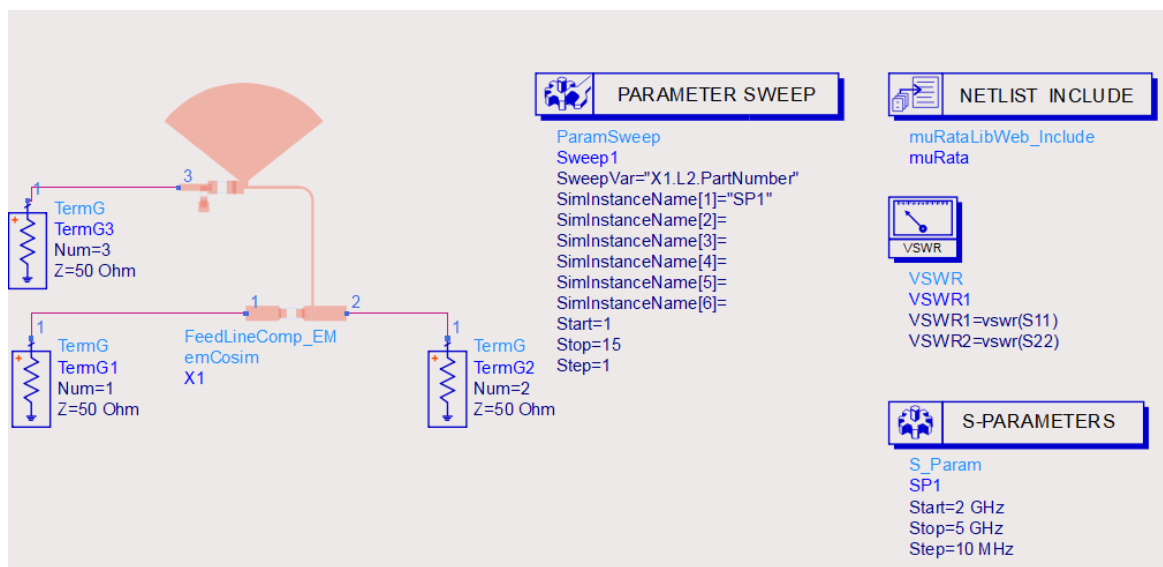 3
1
TermG
TermG3
Num=3
Z=50 Ohm
1
TermG
TermG1
Num=1
Z=50 Ohm
1
2
FeedLineComp_EM
emCosim
X1
1
TermG
TermG2
Num=2
Z=50 Ohm
PARAMETER SWEEP
ParamSweep
Sweep1
SweepVar="X1.L2.PartNumber"
SimInstanceName[1]="SP1"
SimInstanceName[2]=
SimInstanceName[3]=
SimInstanceName[4]=
SimInstanceName[5]=
SimInstanceName[6]=
Start=1
Stop=15
Step=1
NETLIST INCLUDE
muRataLibWeb_Include
muRata
VSWR
VSWR
VSWR1
VSWR1=vswr(S11)
VSWR2=vswr(S22)
S-PARAMETERS
S_Param
SP1
Start=2 GHz
Stop=5 GHz
Step=10 MHz